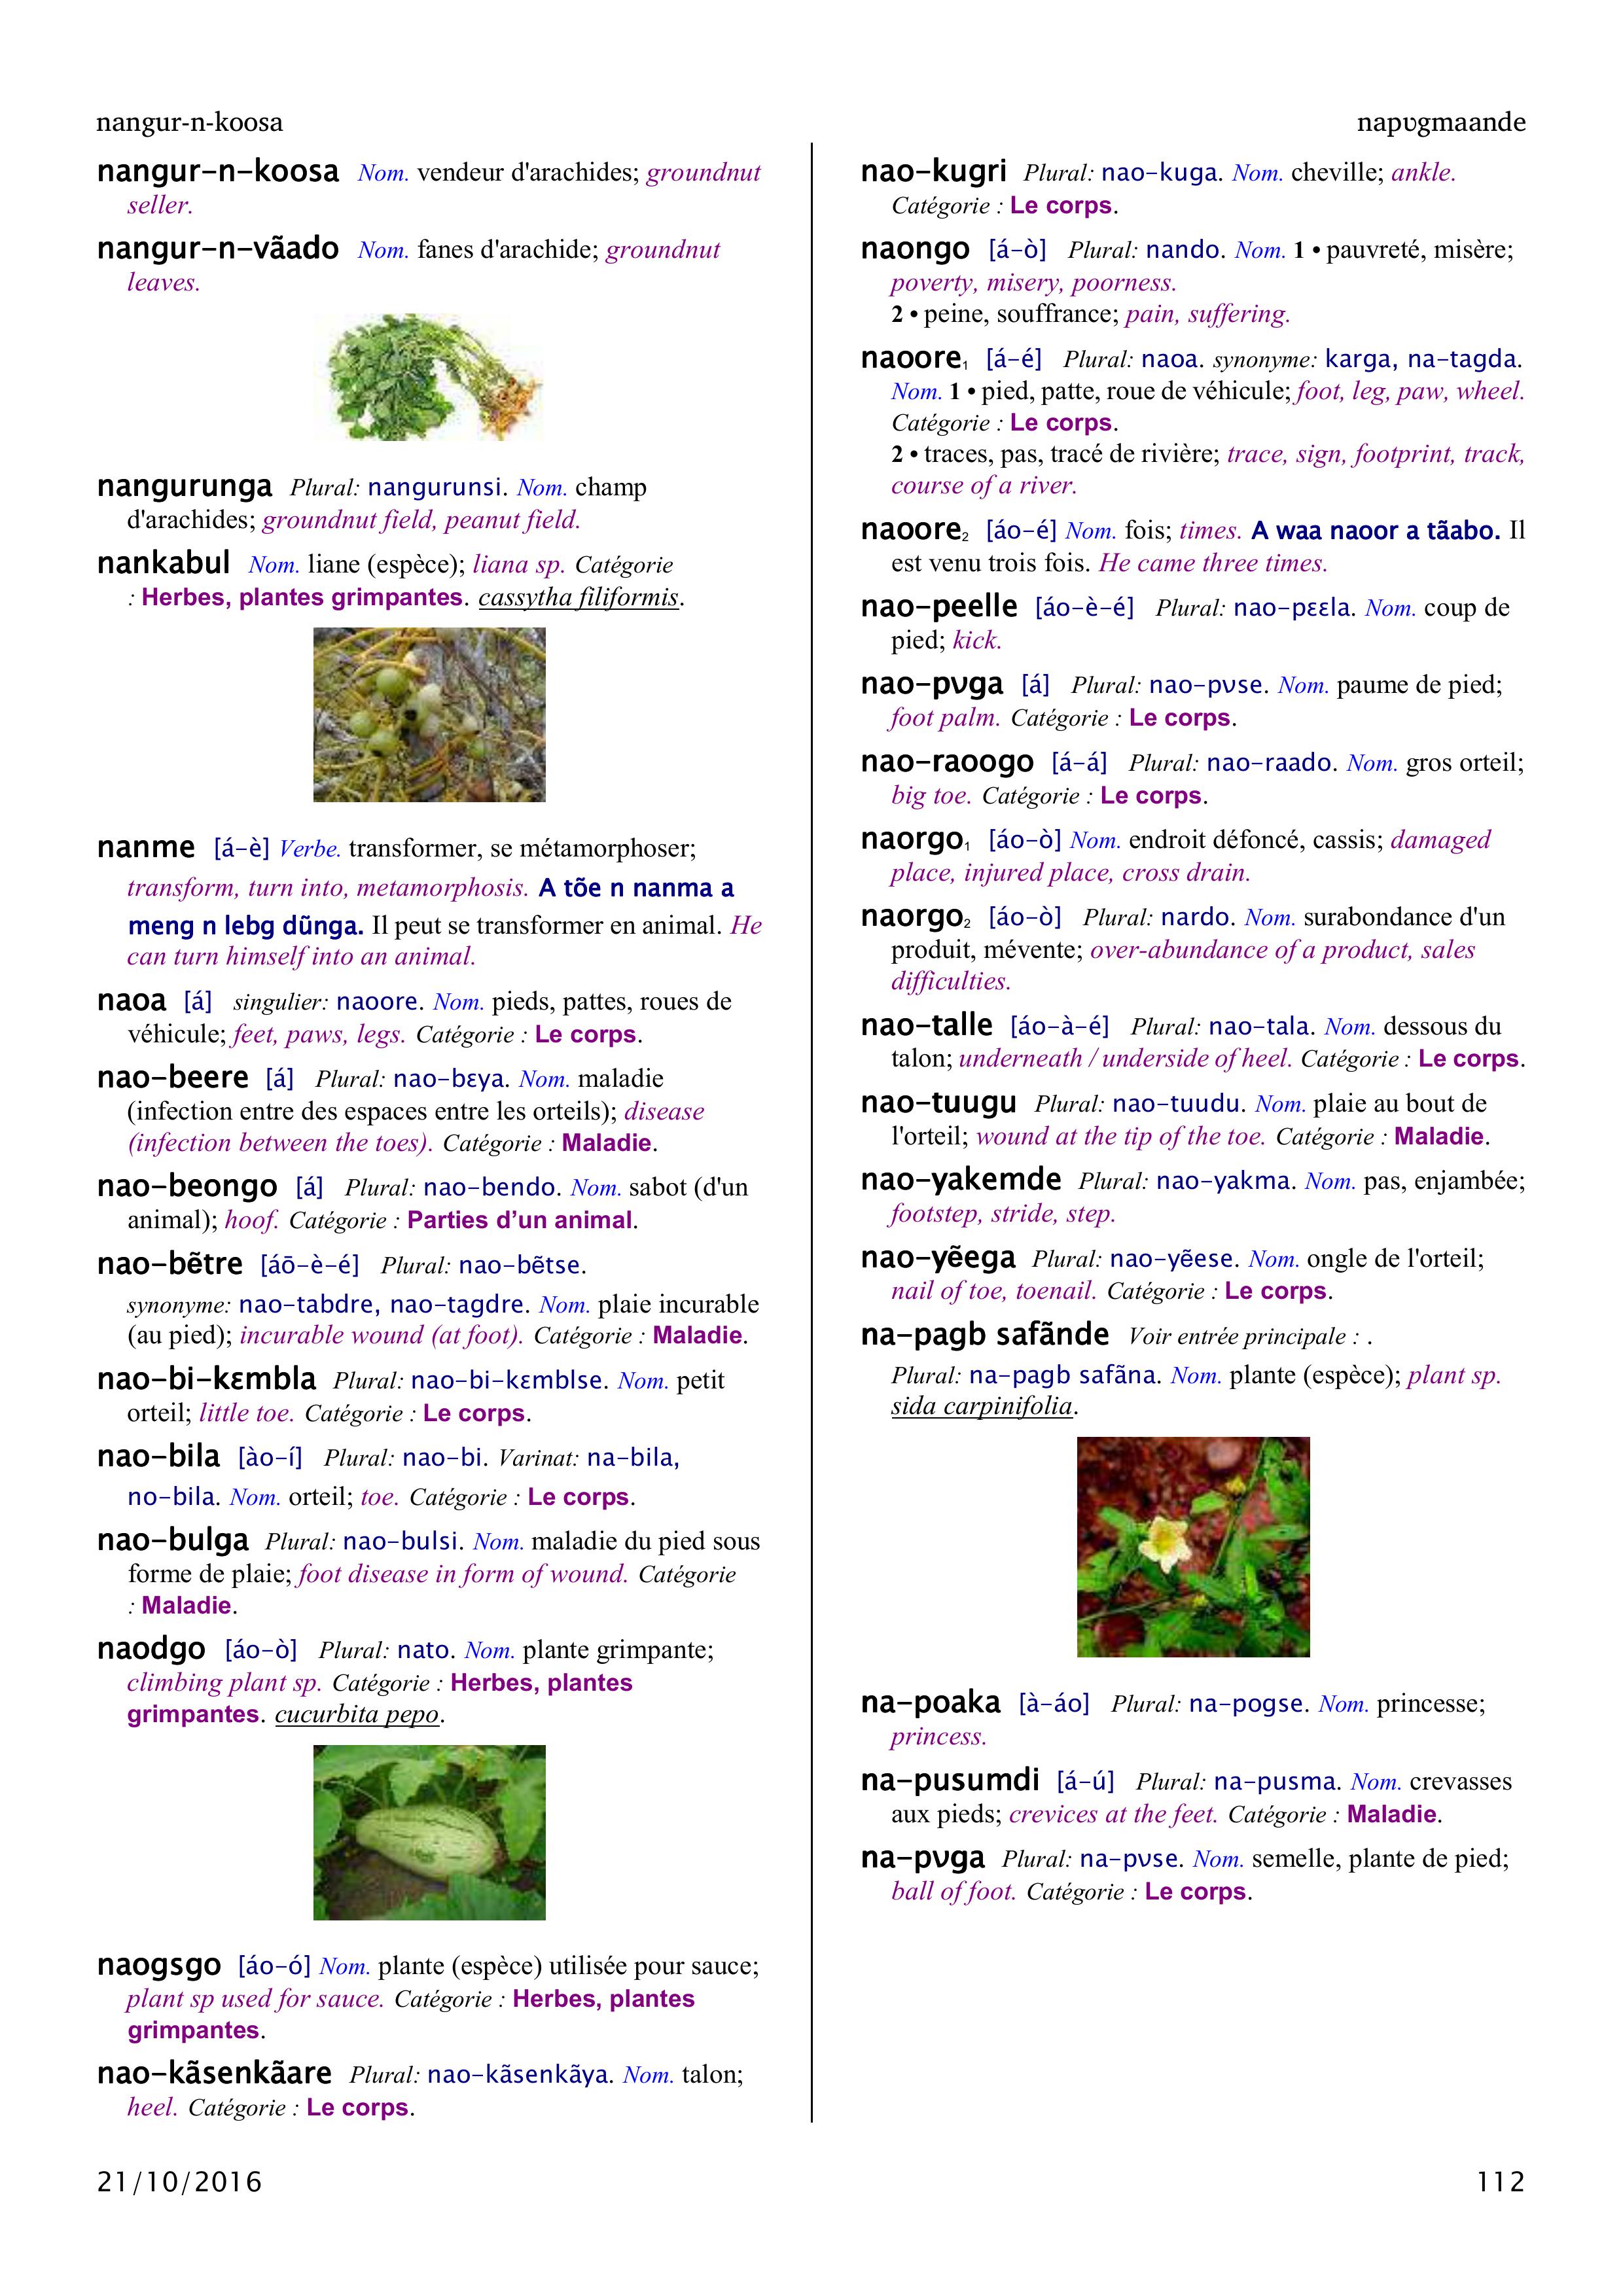 nangur-n-koosa
napʋgmaande
nangur-n-koosa Nom. vendeur d'arachides; groundnut
seller.
nangur-n-vãado Nom. fanes d'arachide; groundnut
leaves.
nangurunga Plural: nangurunsi. Nom. champ
d'arachides; groundnut field, peanut field.
nankabul Nom. liane (espèce); liana sp. Catégorie
: Herbes, plantes grimpantes. cassytha filiformis.
nanme [á-è] Verbe. transformer, se métamorphoser;
transform, turn into, metamorphosis. A tõe n nanma a
meng n lebg dũnga. Il peut se transformer en animal. He
can turn himself into an animal.
naoa [á] singulier: naoore. Nom. pieds, pattes, roues de
véhicule; feet, paws, legs. Catégorie : Le corps.
nao-beere [á] Plural: nao-bɛya. Nom. maladie
(infection entre des espaces entre les orteils); disease
(infection between the toes). Catégorie : Maladie.
nao-beongo [á] Plural: nao-bendo. Nom. sabot (d'un
animal); hoof. Catégorie : Parties d’un animal.
nao-bẽtre [áō-è-é] Plural: nao-bẽtse.
synonyme: nao-tabdre, nao-tagdre. Nom. plaie incurable
(au pied); incurable wound (at foot). Catégorie : Maladie.
nao-bi-kɛmbla Plural: nao-bi-kɛmblse. Nom. petit
orteil; little toe. Catégorie : Le corps.
nao-bila [ào-í] Plural: nao-bi. Varinat: na-bila,
no-bila. Nom. orteil; toe. Catégorie : Le corps.
nao-bulga Plural: nao-bulsi. Nom. maladie du pied sous
forme de plaie; foot disease in form of wound. Catégorie
: Maladie.
naodgo [áo-ò] Plural: nato. Nom. plante grimpante;
climbing plant sp. Catégorie : Herbes, plantes
grimpantes. cucurbita pepo.
naogsgo [áo-ó] Nom. plante (espèce) utilisée pour sauce;
plant sp used for sauce. Catégorie : Herbes, plantes
grimpantes.
nao-kãsenkãare Plural: nao-kãsenkãya. Nom. talon;
heel. Catégorie : Le corps.
nao-kugri Plural: nao-kuga. Nom. cheville; ankle.
Catégorie : Le corps.
naongo [á-ò] Plural: nando. Nom. 1 • pauvreté, misère;
poverty, misery, poorness.
2 • peine, souffrance; pain, suffering.
naoore₁ [á-é] Plural: naoa. synonyme: karga, na-tagda.
Nom. 1 • pied, patte, roue de véhicule; foot, leg, paw, wheel.
Catégorie : Le corps.
2 • traces, pas, tracé de rivière; trace, sign, footprint, track,
course of a river.
naoore₂ [áo-é] Nom. fois; times. A waa naoor a tãabo. Il
est venu trois fois. He came three times.
nao-peelle [áo-è-é] Plural: nao-pɛɛla. Nom. coup de
pied; kick.
nao-pʋga [á] Plural: nao-pʋse. Nom. paume de pied;
foot palm. Catégorie : Le corps.
nao-raoogo [á-á] Plural: nao-raado. Nom. gros orteil;
big toe. Catégorie : Le corps.
naorgo₁ [áo-ò] Nom. endroit défoncé, cassis; damaged
place, injured place, cross drain.
naorgo₂ [áo-ò] Plural: nardo. Nom. surabondance d'un
produit, mévente; over-abundance of a product, sales
difficulties.
nao-talle [áo-à-é] Plural: nao-tala. Nom. dessous du
talon; underneath / underside of heel. Catégorie : Le corps.
nao-tuugu Plural: nao-tuudu. Nom. plaie au bout de
l'orteil; wound at the tip of the toe. Catégorie : Maladie.
nao-yakemde Plural: nao-yakma. Nom. pas, enjambée;
footstep, stride, step.
nao-yẽega Plural: nao-yẽese. Nom. ongle de l'orteil;
nail of toe, toenail. Catégorie : Le corps.
na-pagb safãnde Voir entrée principale : .
Plural: na-pagb safãna. Nom. plante (espèce); plant sp.
sida carpinifolia.
na-poaka [à-áo] Plural: na-pogse. Nom. princesse;
princess.
na-pusumdi [á-ú] Plural: na-pusma. Nom. crevasses
aux pieds; crevices at the feet. Catégorie : Maladie.
na-pʋga Plural: na-pʋse. Nom. semelle, plante de pied;
ball of foot. Catégorie : Le corps.
21/10/2016
112